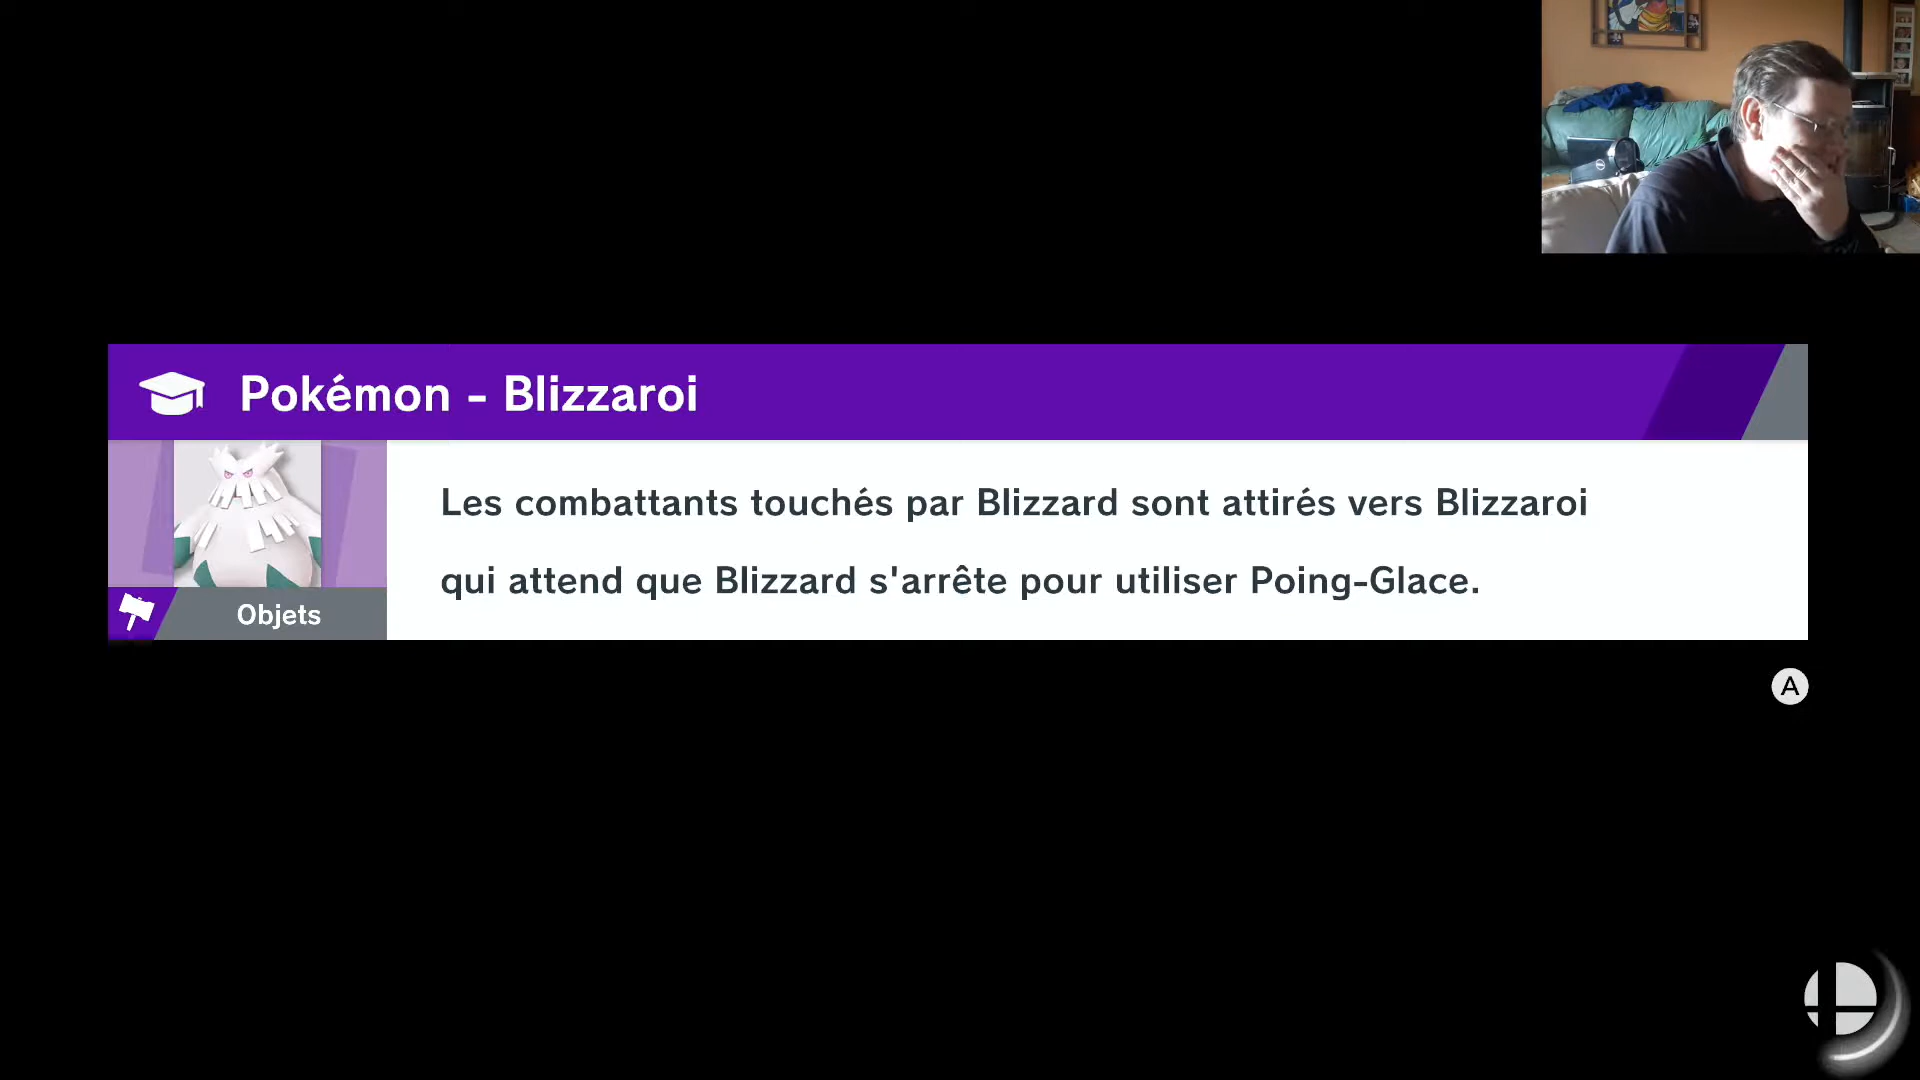 Pokémon - Blizzaroi
Les combattants touchés par Blizzard sont attirés vers Blizzaroi
qui attend que Blizzard s'arrête pour utiliser Poing-Glace.
Objets
A